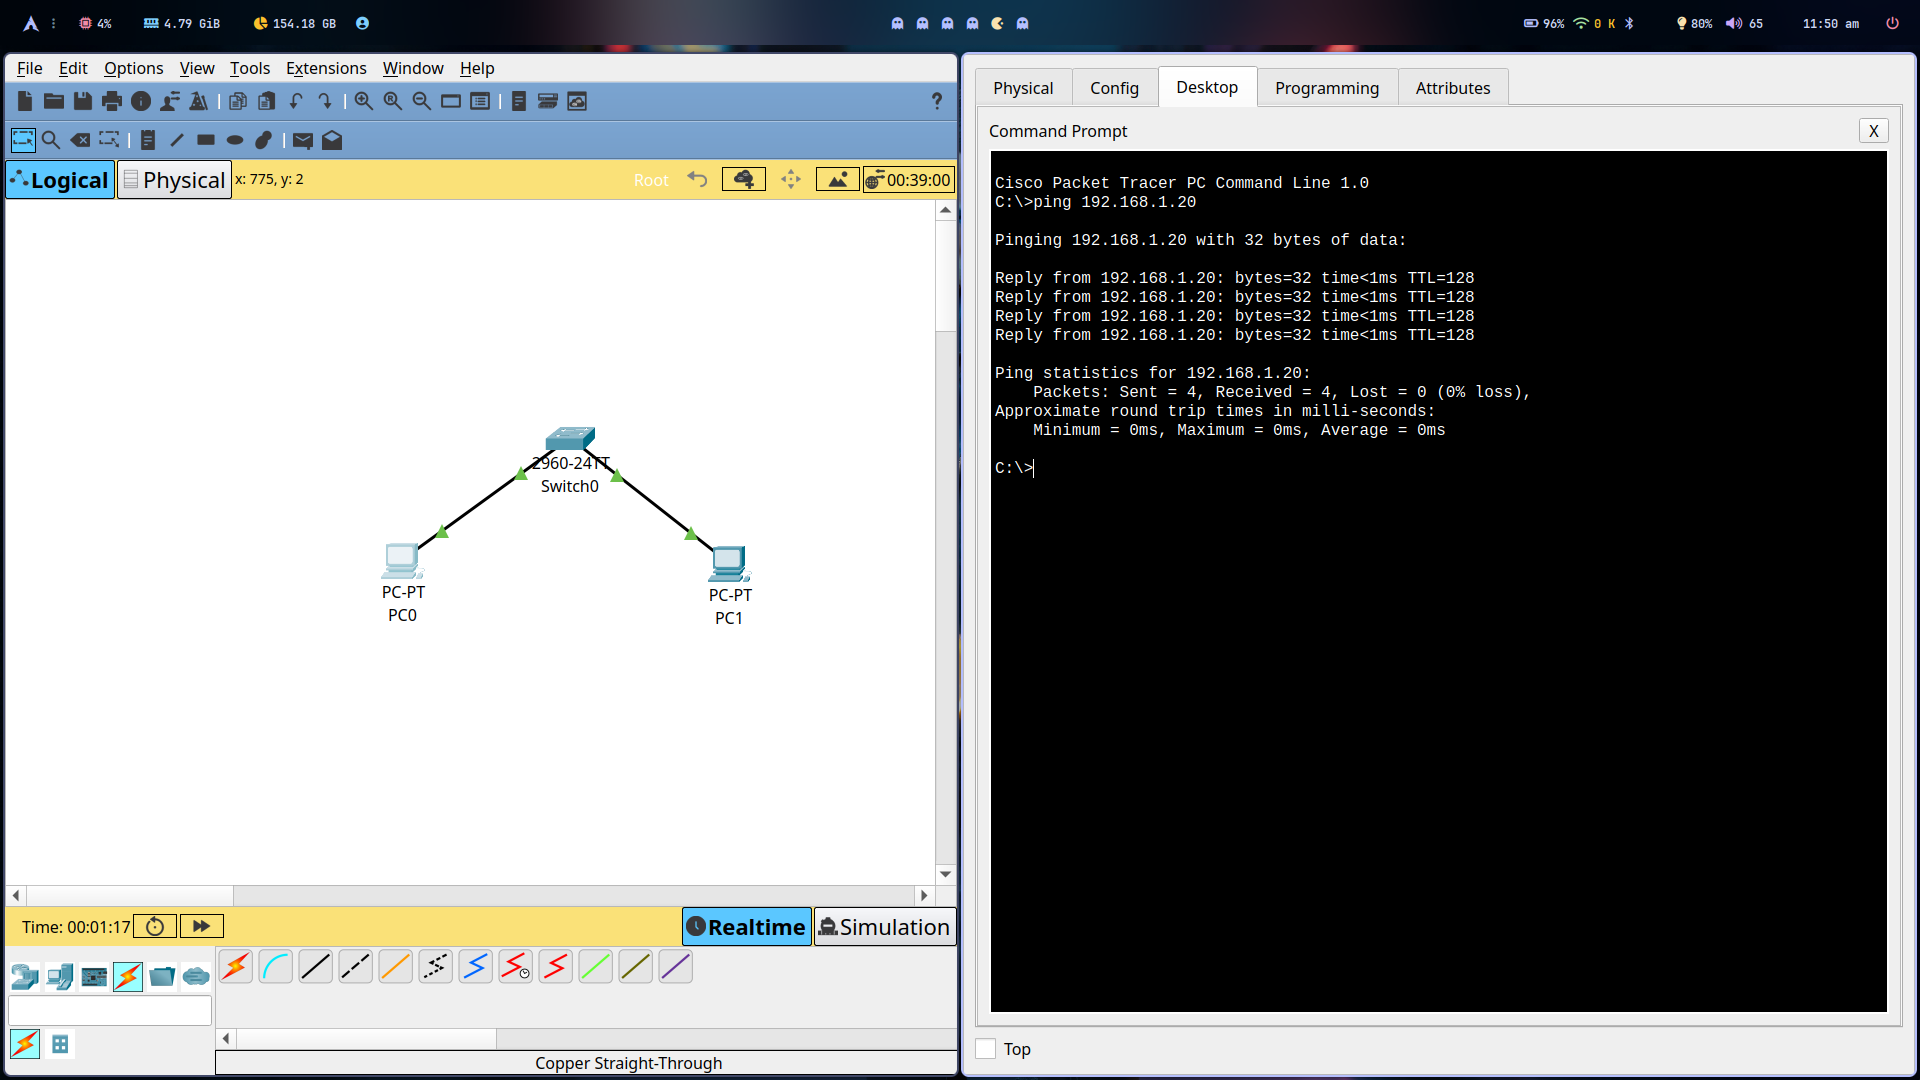 4%
4.79 GiB
154.18 GB
96%
0 K
80%
65
11:50 am
File Edit Options View Tools Extensions Window Help
?
Logical
Physical
x: 775, y: 2
Root
00:39:00
2960-24TT
Switch0
PC-PT
PC0
PC-PT
PC1
Time: 00:01:17
Realtime
Simulation
Copper Straight-Through
Physical
Config
Desktop
Programming
Attributes
Command Prompt
X
Cisco Packet Tracer PC Command Line 1.0
C:\>ping 192.168.1.20
Pinging 192.168.1.20 with 32 bytes of data:
Reply from 192.168.1.20: bytes=32 time<1ms TTL=128
Reply from 192.168.1.20: bytes=32 time<1ms TTL=128
Reply from 192.168.1.20: bytes=32 time<1ms TTL=128
Reply from 192.168.1.20: bytes=32 time<1ms TTL=128
Ping statistics for 192.168.1.20:
Packets: Sent = 4, Received = 4, Lost = 0 (0% loss),
Approximate round trip times in milli-seconds:
Minimum = 0ms, Maximum = 0ms, Average = 0ms
C:\>
Top